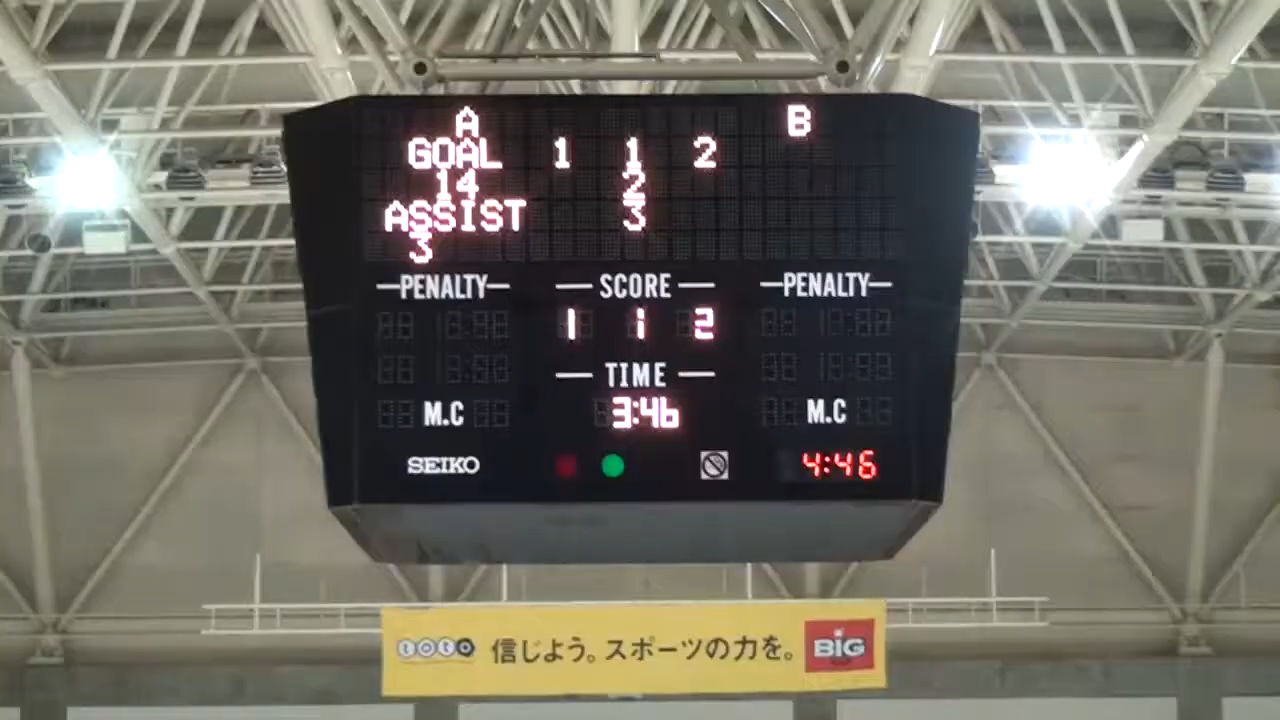 A B
GOAL 1 1 2
14 2
ASSIST 3
3
PENALTY SCORE PENALTY
1 1 2
TIME
M.C 3:46 M.C
SEIKO 4:46
toto 信じよう。スポーツの力を。 BIG